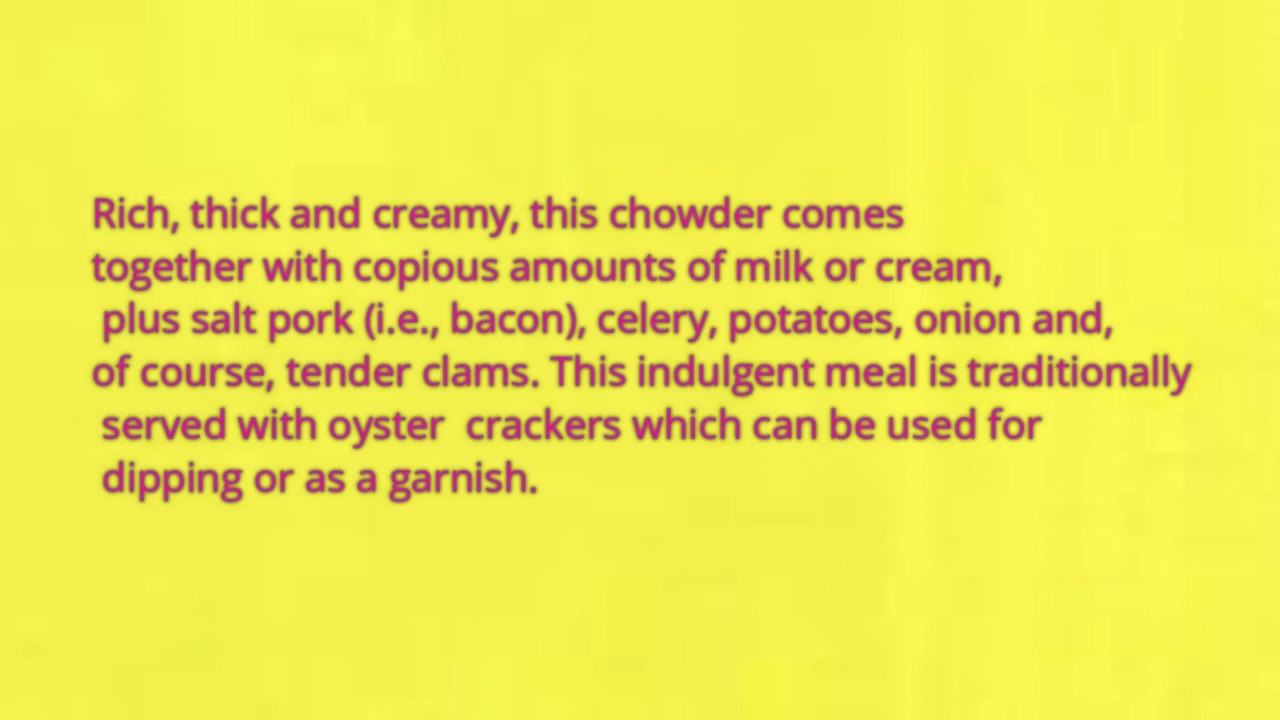 Rich, thick and creamy, this chowder comes
together with copious amounts of milk or cream,
plus salt pork (i.e., bacon), celery, potatoes, onion and,
of course, tender clams. This indulgent meal is traditionally
served with oyster  crackers which can be used for
dipping or as a garnish.